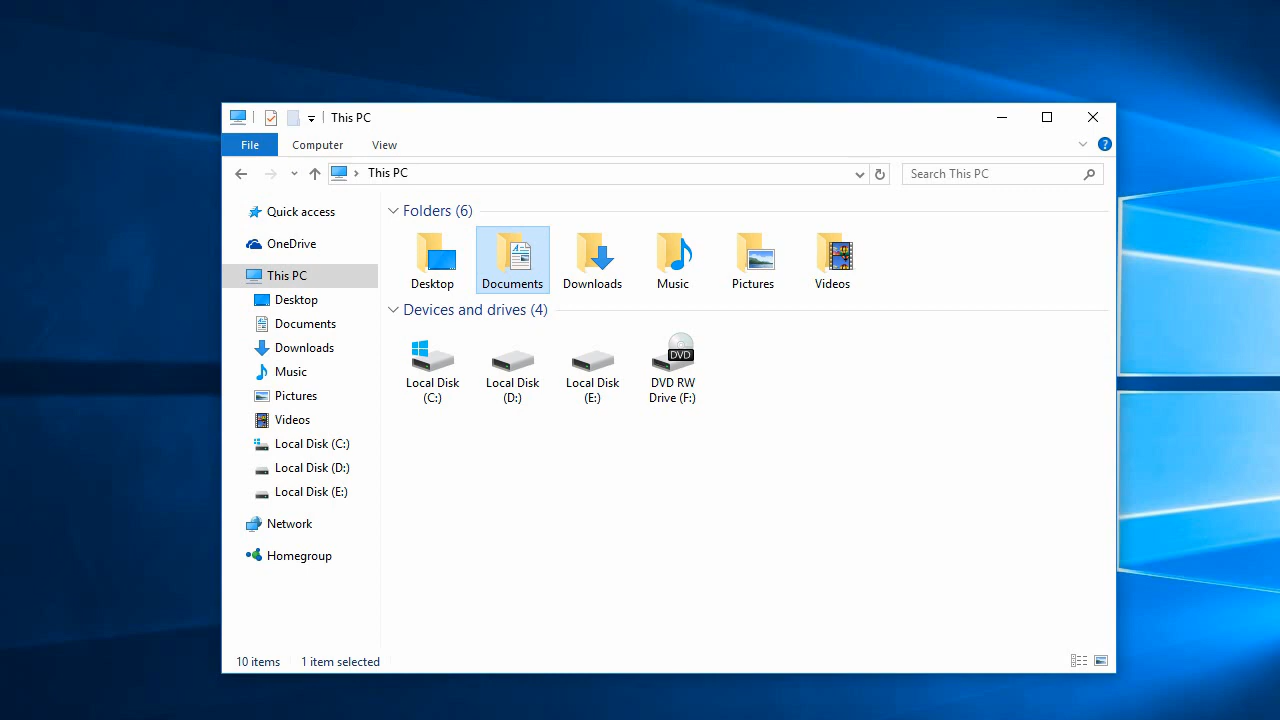 This PC
File Computer View ?
This PC Search This PC
Quick access
OneDrive
This PC
Desktop
Documents
Downloads
Music
Pictures
Videos
Local Disk (C:)
Local Disk (D:)
Local Disk (E:)
Network
Homegroup
Folders (6)
Desktop Documents Downloads Music Pictures Videos
Devices and drives (4)
DVD
Local Disk Local Disk Local Disk DVD RW
(C:) (D:) (E:) Drive (F:)
10 items 1 item selected